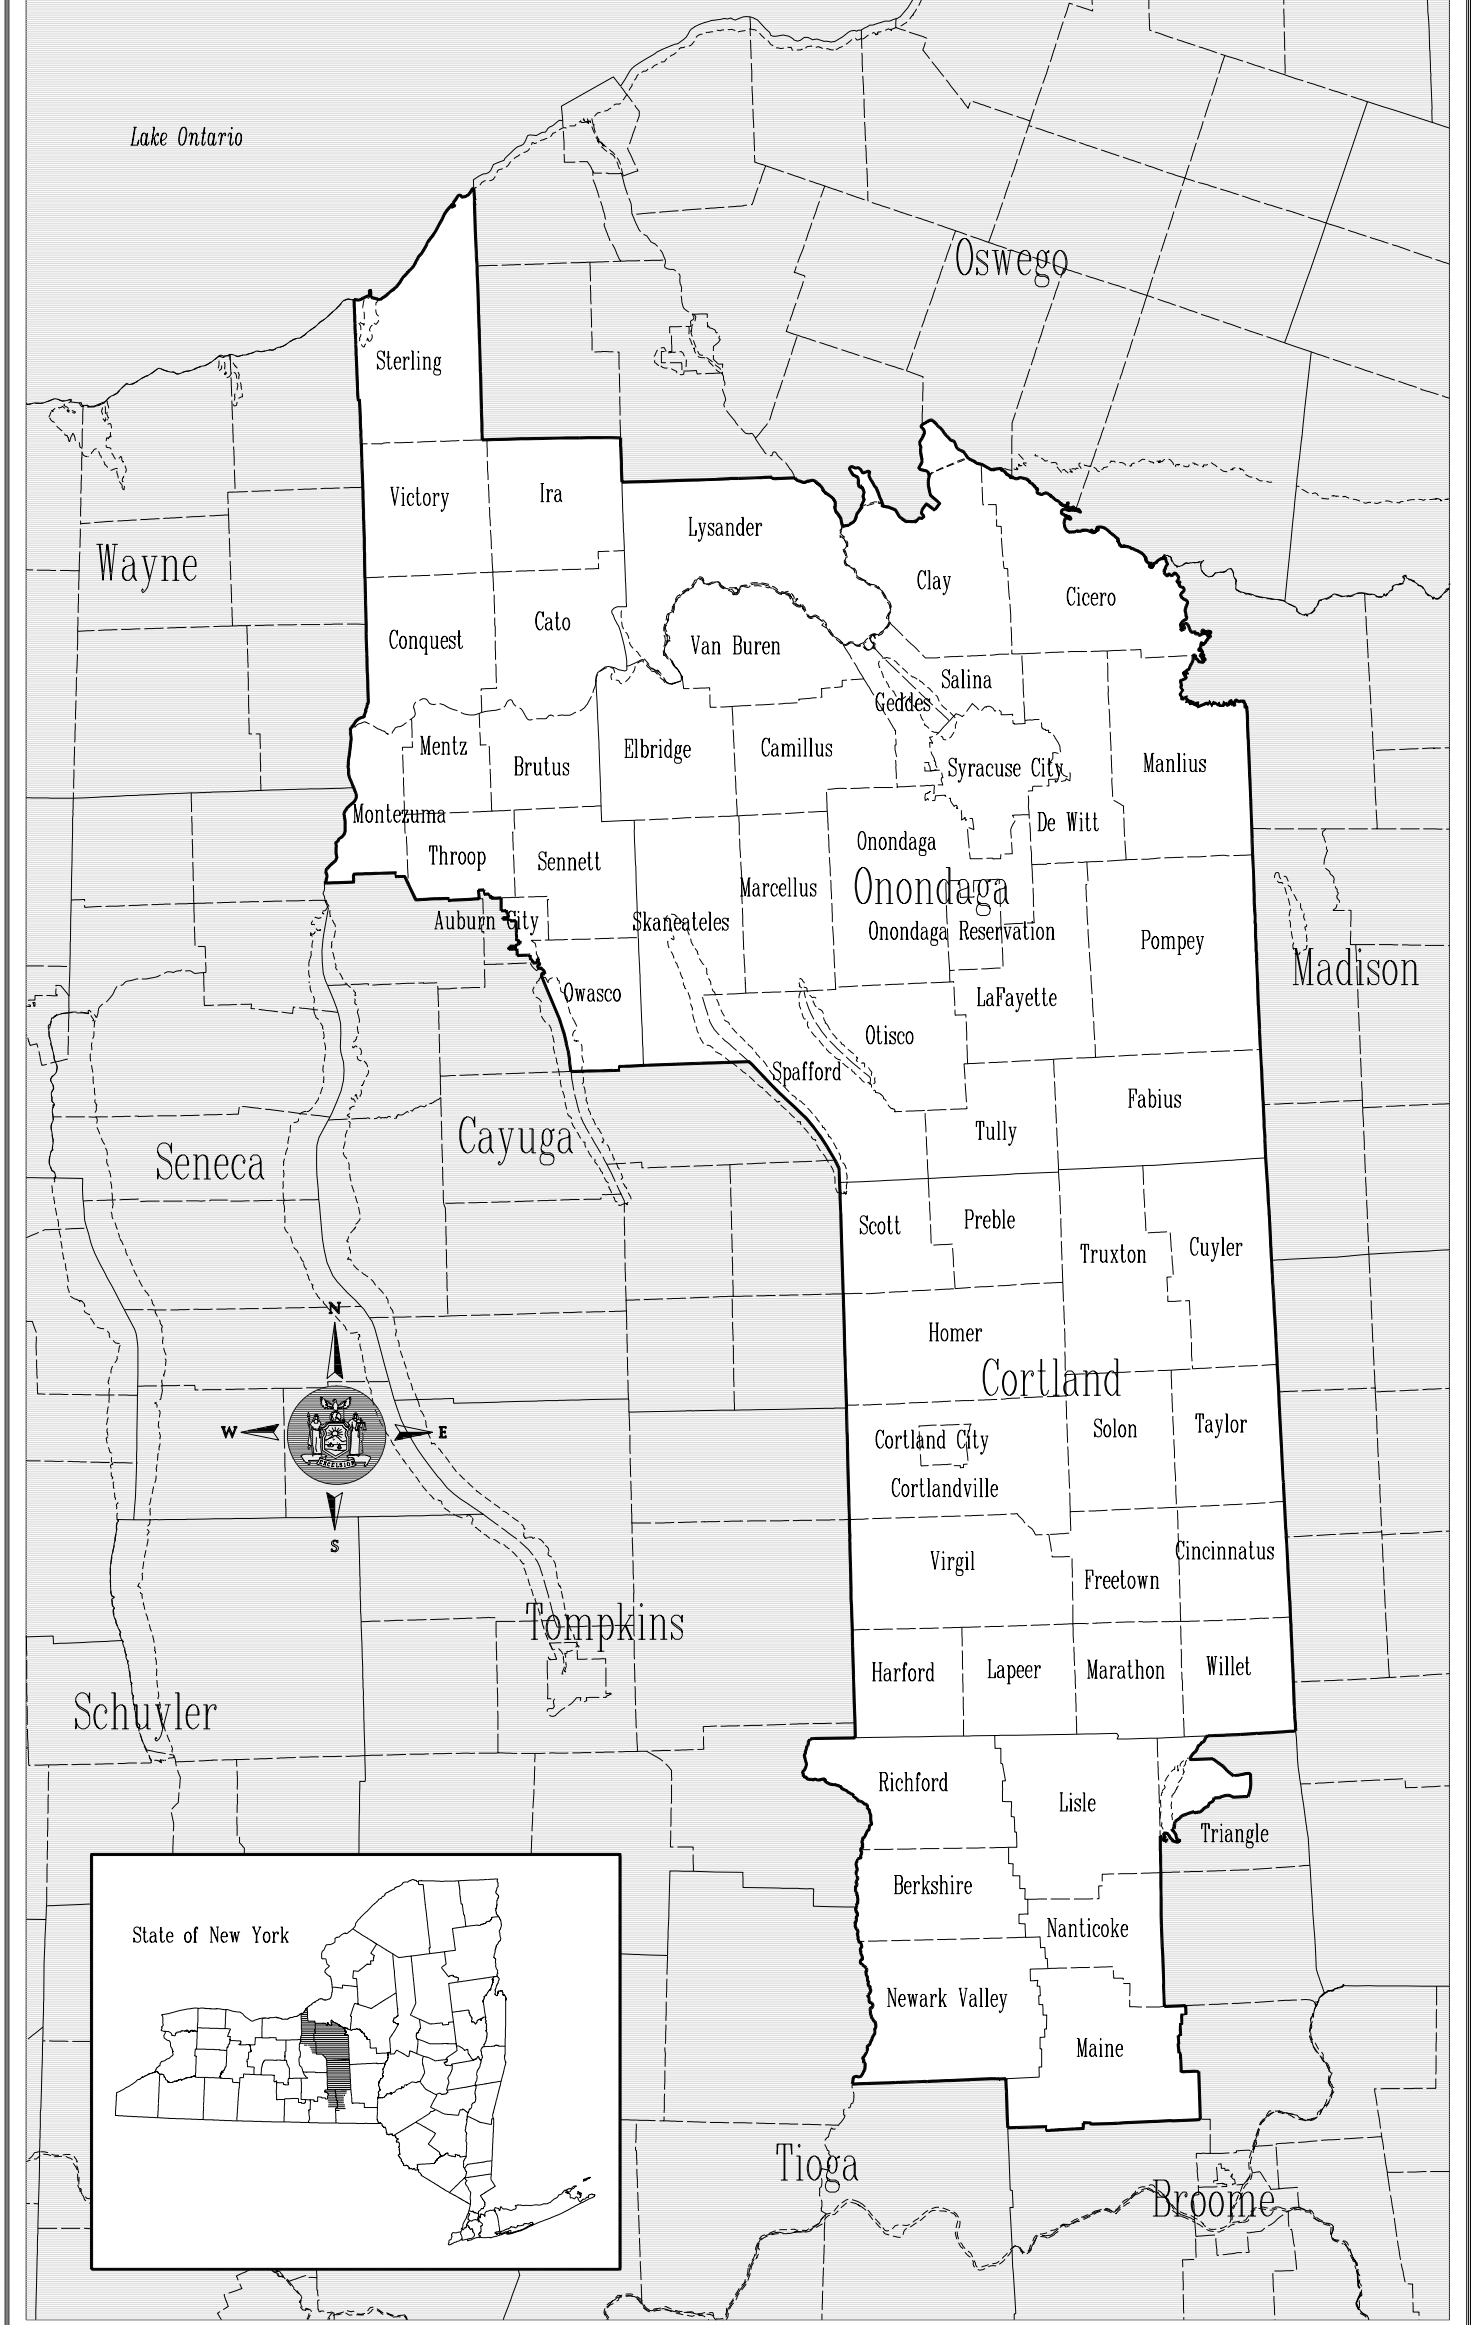 Lake Ontario
Oswego
Sterling
Victory
Ira
Lysander
Wayne
Clay
Cicero
Conquest
Cato
Van Buren
Salina
Geddes
Mentz
Brutus
Elbridge
Camillus
Syracuse City
Manlius
Montezuma
De Witt
Throop
Sennett
Onondaga
Marcellus
Onondaga
Auburn City
Skaneateles
Onondaga Reservation
Pompey
Madison
Owasco
LaFayette
Otisco
Spafford
Fabius
Cayuga
Tully
Seneca
Scott
Preble
Truxton
Cuyler
N
Homer
Cortland
W
E
EXCELSIOR
Cortland City
Solon
Taylor
Cortlandville
S
Virgil
Cincinnatus
Freetown
Tompkins
Harford
Lapeer
Marathon
Willet
Schuyler
Richford
Lisle
Triangle
Berkshire
State of New York
Nanticoke
Newark Valley
Maine
Tioga
Broome